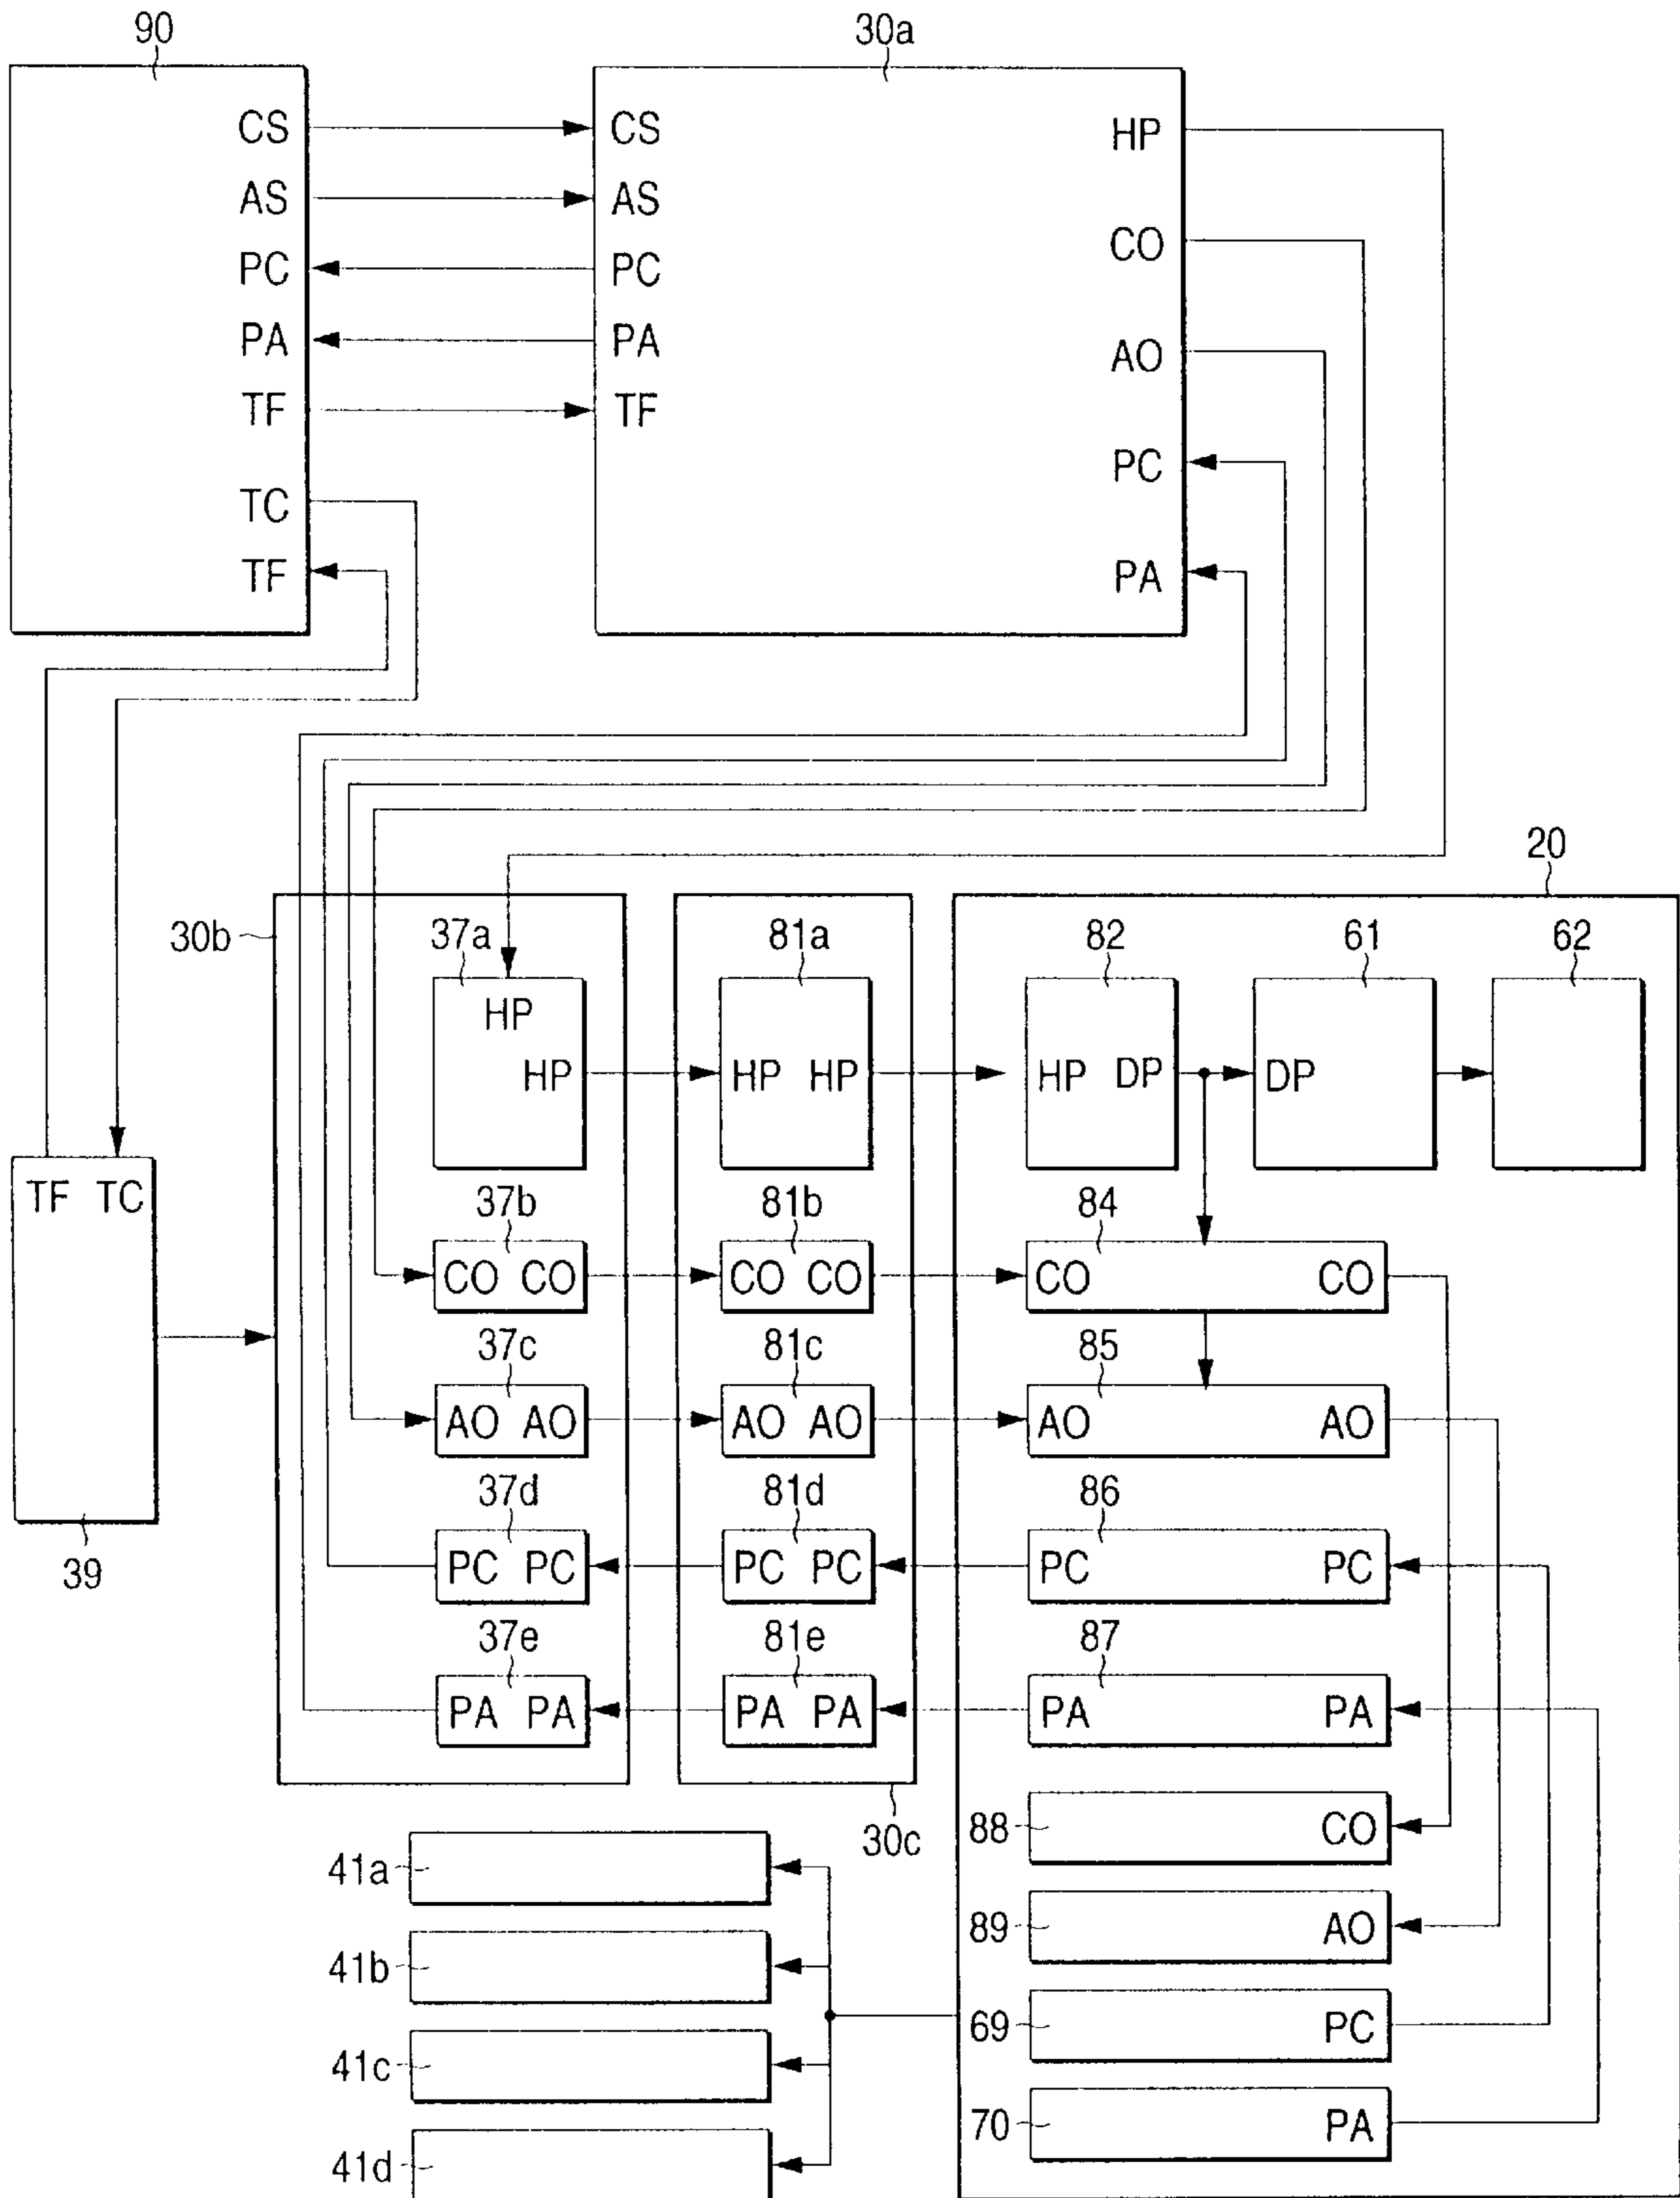 90
30a
CS CS HP
AS AS CO
PC PC AO
PA PA
TF TF PC
TC
TF PA
20
30b 37a 81a 82 61 62
HP
HP HP HP HP DP DP
TF TC 37b 81b 84
CO CO CO CO CO CO
37c 81c 85
AO AO AO AO AO AO
37d 81d 86
39 PC PC PC PC PC PC
37e 81e 87
PA PA PA PA PA PA
30c 88 CO
41a
89 AO
41b
69 PC
41c
70 PA
41d